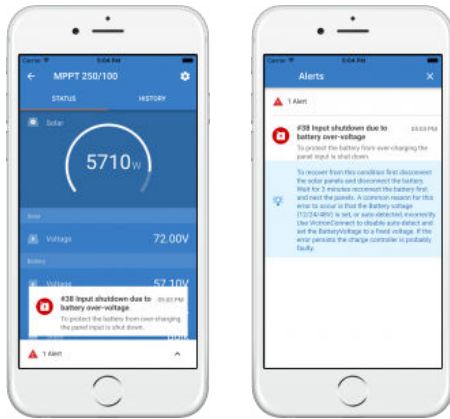 Carrier 5:04 PM
MPPT 250/100
STATUS HISTORY
Solar
5710W
Solar
Voltage 72.00V
Battery
Voltage 57.10V
#38 Input shutdown due to battery over-voltage 05:03 PM
To protect the battery from over-charging the panel input is shut down.
1 Alert
Carrier 5:04 PM
Alerts
1 Alert
#38 Input shutdown due to 05:03 PM
battery over-voltage
To protect the battery from over-charging the
panel input is shut down.
To recover from this condition first disconnect
the solar panels and disconnect the battery.
Wait for 3 minutes reconnect the battery first
and next the panels. A common reason for this
error to occur is that the Battery voltage
(12/24/48V) is set, or auto-detected, incorrectly.
Use VictronConnect to disable auto-detect and
set the BatteryVoltage to a fixed voltage. If the
error persists the charge controller is probably
faulty.